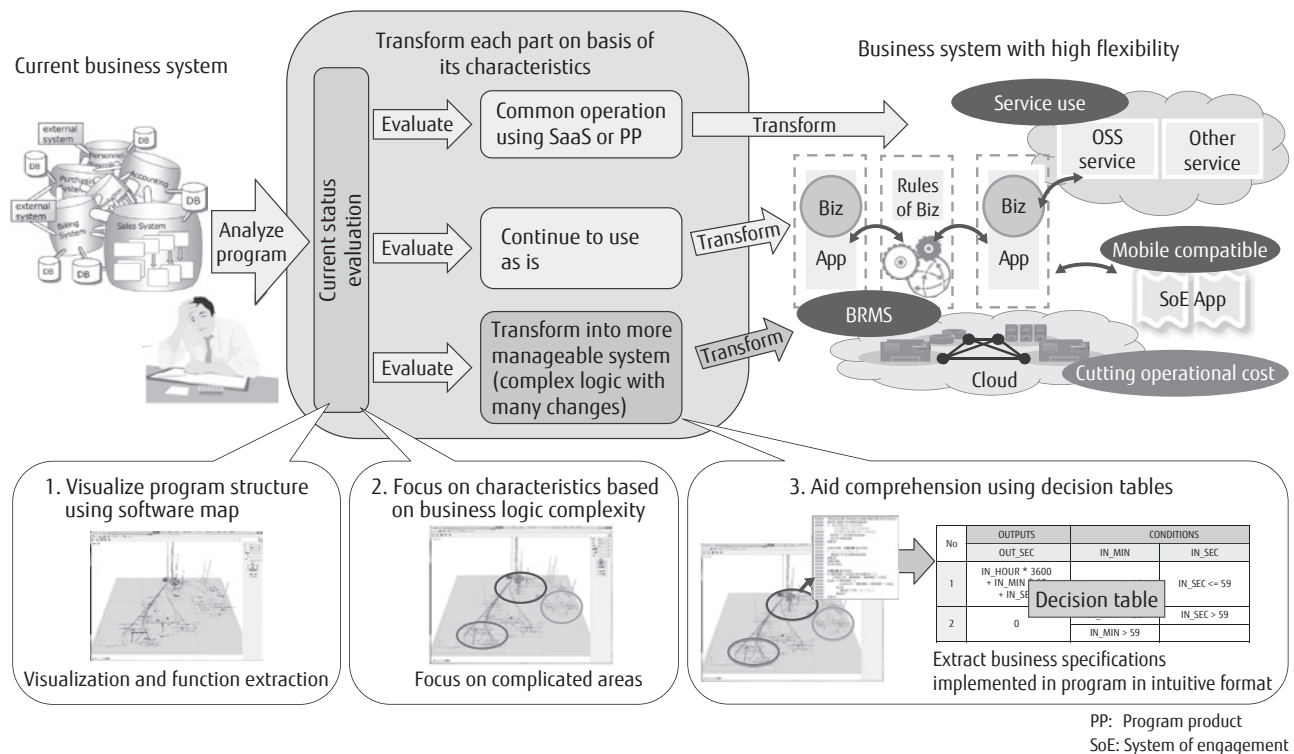 Current business system
external
system
DB
DB
DB
Personnel
Purchasing
System
Accounting
external
system
DB
Billing
System
Sales System
DB
DB
Analyze
program
Transform each part on basis of
its characteristics
Current status
evaluation
Evaluate
Common operation
using SaaS or PP
Transform
Evaluate
Continue to use
as is
Transform
Evaluate
Transform into more
manageable system
(complex logic with
many changes)
Transform
Business system with high flexibility
Service use
OSS
service
Other
service
Biz
App
Rules
of Biz
Biz
App
Mobile compatible
SoE App
BRMS
Cloud
Cutting operational cost
1. Visualize program structure
using software map
Visualization and function extraction
2. Focus on characteristics based
on business logic complexity
Focus on complicated areas
3. Aid comprehension using decision tables
No OUTPUTS CONDITIONS
OUT_SEC IN_MIN IN_SEC
1 IN_HOUR * 3600
+ IN_MIN
+ IN_SE
IN_SEC <= 59
Decision table
2 0 IN_SEC > 59
IN_MIN > 59
Extract business specifications
implemented in program in intuitive format
PP: Program product
SoE: System of engagement